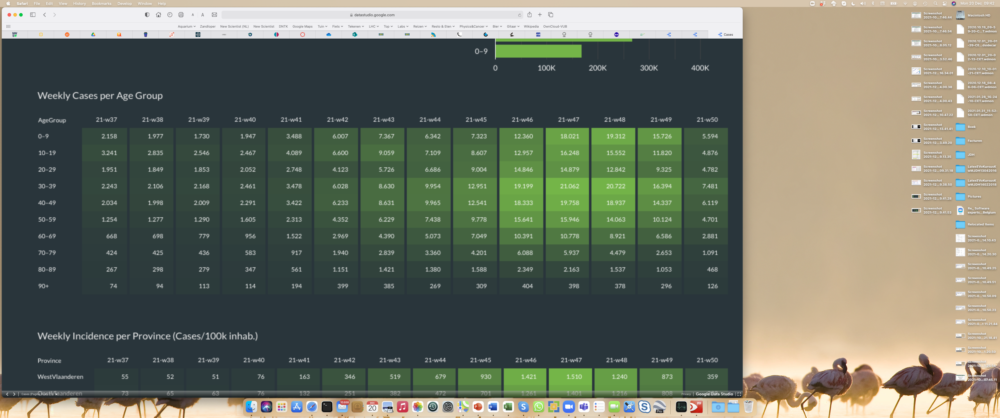 Safari File Edit View History Bookmarks Develop Window Help
Mon 20 Dec 09:42
datastudio.google.com
Aquarium Zandloper New Scientist (NL) New Scientist DNTK Google Maps Tuin Fiets Tekenen LHC Top Labs Reizen Resto & Eten Physics&Cancer Bier Gitaar Wikipedia OwnCloud-VUB
Cases
0–9
0 100K 200K 300K 400K
Weekly Cases per Age Group
AgeGroup 21-w37 21-w38 21-w39 21-w40 21-w41 21-w42 21-w43 21-w44 21-w45 21-w46 21-w47 21-w48 21-w49 21-w50
0–9 2.158 1.977 1.730 1.947 3.488 6.007 7.367 6.342 7.323 12.360 18.021 19.312 15.726 5.594
10–19 3.241 2.835 2.546 2.467 4.089 6.600 9.059 7.109 8.607 12.957 16.248 15.552 11.820 4.876
20–29 1.951 1.849 1.853 2.052 2.748 4.123 5.726 6.686 9.004 14.846 14.879 12.842 9.325 4.782
30–39 2.243 2.106 2.168 2.461 3.478 6.028 8.630 9.954 12.951 19.199 21.062 20.722 16.394 7.481
40–49 2.034 1.998 2.009 2.291 3.422 6.233 8.631 9.965 12.541 18.333 19.758 18.937 14.337 6.119
50–59 1.254 1.277 1.290 1.605 2.313 4.352 6.229 7.438 9.778 15.641 15.946 14.063 10.124 4.701
60–69 668 698 779 956 1.522 2.969 4.390 5.073 7.049 10.391 10.778 8.921 6.586 2.881
70–79 424 425 436 583 917 1.940 2.839 3.360 4.201 6.088 5.937 4.479 2.653 1.091
80–89 267 298 279 347 561 1.151 1.421 1.380 1.588 2.349 2.163 1.537 1.053 468
90+ 74 94 113 114 194 399 385 269 309 404 398 378 296 126
Weekly Incidence per Province (Cases/100k inhab.)
Province 21-w37 21-w38 21-w39 21-w40 21-w41 21-w42 21-w43 21-w44 21-w45 21-w46 21-w47 21-w48 21-w49 21-w50
WestVlaanderen 55 52 51 76 163 346 519 679 930 1.421 1.510 1.240 873 359
OostVlaanderen 73 65 63 76 132 251 382 472 701 1.261 1.401 1.216 808
Privacy Google Data Studio
Screenshot
2021-10...7.46.44
Screenshot
2021-10...7.46.54
Screenshot
2021-10...8.05.12
Screenshot
2021-10...3.52.46
Screenshot
2021-12...16.34.01
Screenshot
2021-12...4.00.38
Screenshot
2021-12...4.00.43
Screenshot
2021-12...10.47.22
Screenshot
2021-12...13.41.41
Screenshot
2021-12...3.49.20
Screenshot
2021-12...9.13.35
Screenshot
2021-12...09.31.18
Screenshot
2021-12...9.38.50
Screenshot
2021-12...9.41.28
Screenshot
2021-12...9.41.53
Macintosh HD
2020.10.19_09-5
9-20-C...T.wdmon
2020.12.01_20-01
-39-CE...dsidecar
2020.12.01_20-0
2-13-CET.wdmon
2020.12.10_10-01
-21-CET.wdmon
2020.12.18_08-4
6-06-CET.wdmon
2021.01.28_16-24
-10-CET.wdmon
2021.01.31_11-52-
50-CET.wdmon
Boek
Facturen
JDH
LatexEVoKursusK
wMJDH13042016
LatexEVoKursusK
wMJDH14022018
Pictures
Re_ Software
experts...Belgium
Relocated Items
Screenshot
2021-0...14.10.43
Screenshot
2021-0...14.20.30
Screenshot
2021-0...10.49.25
Screenshot
2021-0...10.49.51
Screenshot
2021-0...10.50.09
Screenshot
2021-0...10.50.23
Screenshot
2021-0...t 11.21.44
Screenshot
2021-10...21.18.41
Screenshot
2021-10...1.20.50
Screenshot
2021-10...1.25.54
Screenshot
2021-10...07.45.11
10.668
DEC
20
Pro
PDF